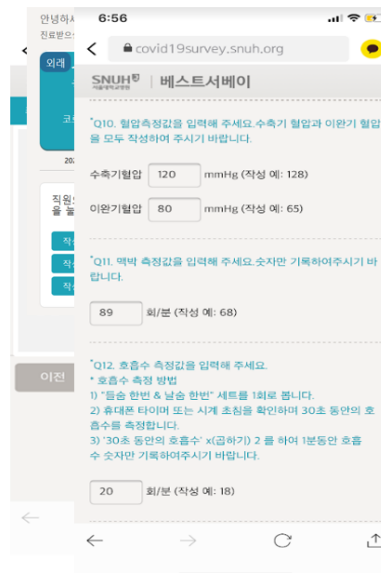 안녕하
진료받으
외래
코
202
직원
을 눌
작
작
작
이전
6:56
covid19survey.snuh.org
SNUH
서울대학교병원
베스트서베이
*Q10. 혈압측정값을 입력해 주세요.수축기 혈압과 이완기 혈압
을 모두 작성하여 주시기 바랍니다.
수축기혈압 120 mmHg (작성 예: 128)
이완기혈압 80 mmHg (작성 예: 65)
*Q11. 맥박 측정값을 입력해 주세요.숫자만 기록하여주시기 바
랍니다.
89 회/분 (작성 예: 68)
*Q12. 호흡수 측정값을 입력해 주세요.
* 호흡수 측정 방법
1) "들숨 한번 & 날숨 한번" 세트를 1회로 봅니다.
2) 휴대폰 타이머 또는 시계 초침을 확인하며 30초 동안의 호
흡수를 측정합니다.
3) '30초 동안의 호흡수' x(곱하기) 2 를 하여 1분동안 호흡
수 숫자만 기록하여주시기 바랍니다.
20 회/분 (작성 예: 18)